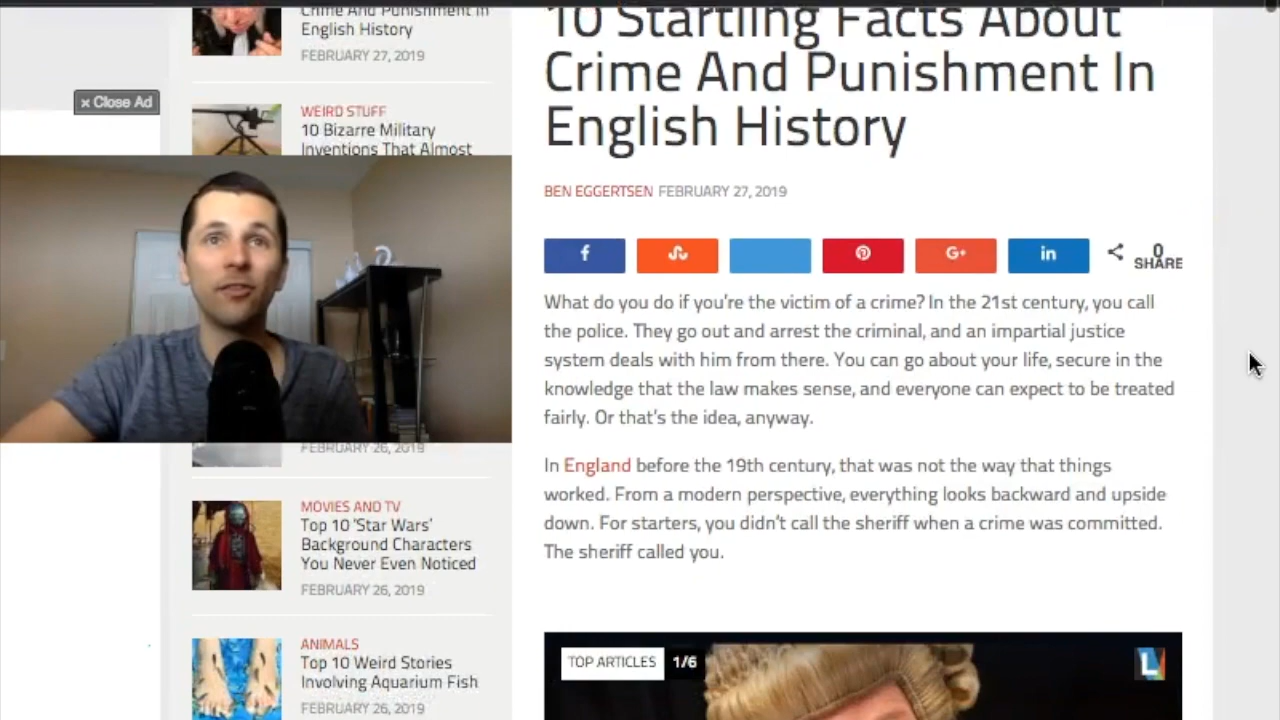 Crime And Punishment In
English History
FEBRUARY 27, 2019
× Close Ad
WEIRD STUFF
10 Bizarre Military
Inventions That Almost
FEBRUARY 26, 2019
MOVIES AND TV
Top 10 ‘Star Wars’
Background Characters
You Never Even Noticed
FEBRUARY 26, 2019
ANIMALS
Top 10 Weird Stories
Involving Aquarium Fish
FEBRUARY 26, 2019
10 Startling Facts About
Crime And Punishment In
English History
BEN EGGERTSEN FEBRUARY 27, 2019
f
G+
in
0
SHARE
What do you do if you’re the victim of a crime? In the 21st century, you call
the police. They go out and arrest the criminal, and an impartial justice
system deals with him from there. You can go about your life, secure in the
knowledge that the law makes sense, and everyone can expect to be treated
fairly. Or that’s the idea, anyway.
In England before the 19th century, that was not the way that things
worked. From a modern perspective, everything looks backward and upside
down. For starters, you didn’t call the sheriff when a crime was committed.
The sheriff called you.
TOP ARTICLES 1/6
L